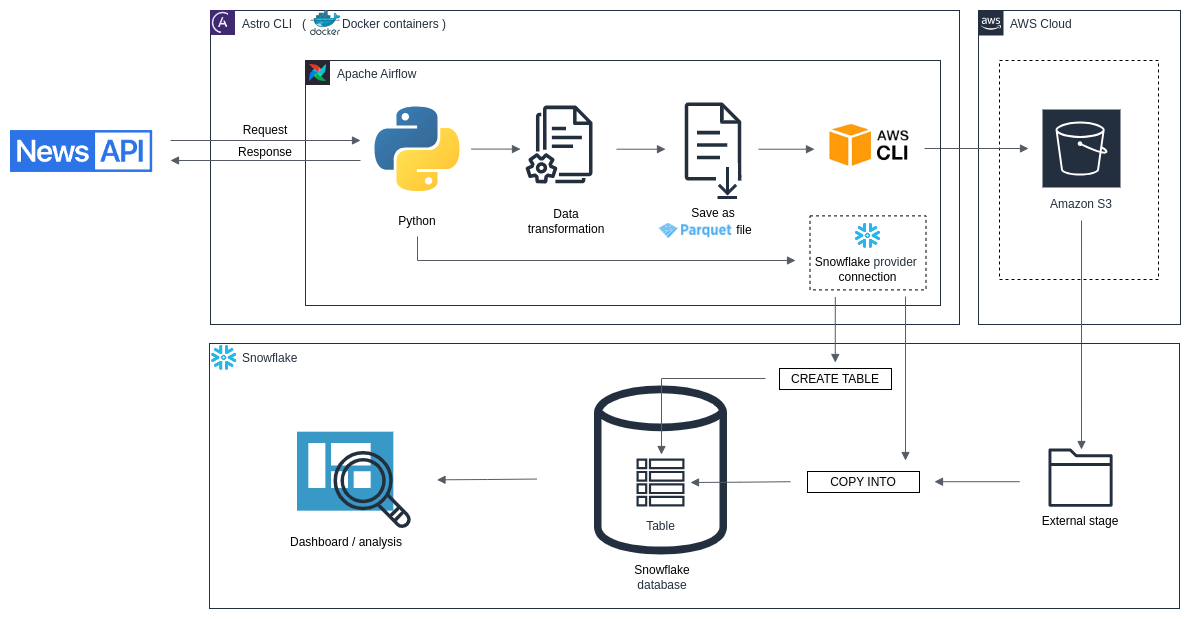 Astro CLI ( docker Docker containers )
aws AWS Cloud
Apache Airflow
News API
Request
Response
AWS
CLI
Python
Data
transformation
Save as
Parquet file
Amazon S3
Snowflake provider
connection
Snowflake
CREATE TABLE
COPY INTO
Table
External stage
Dashboard / analysis
Snowflake
database